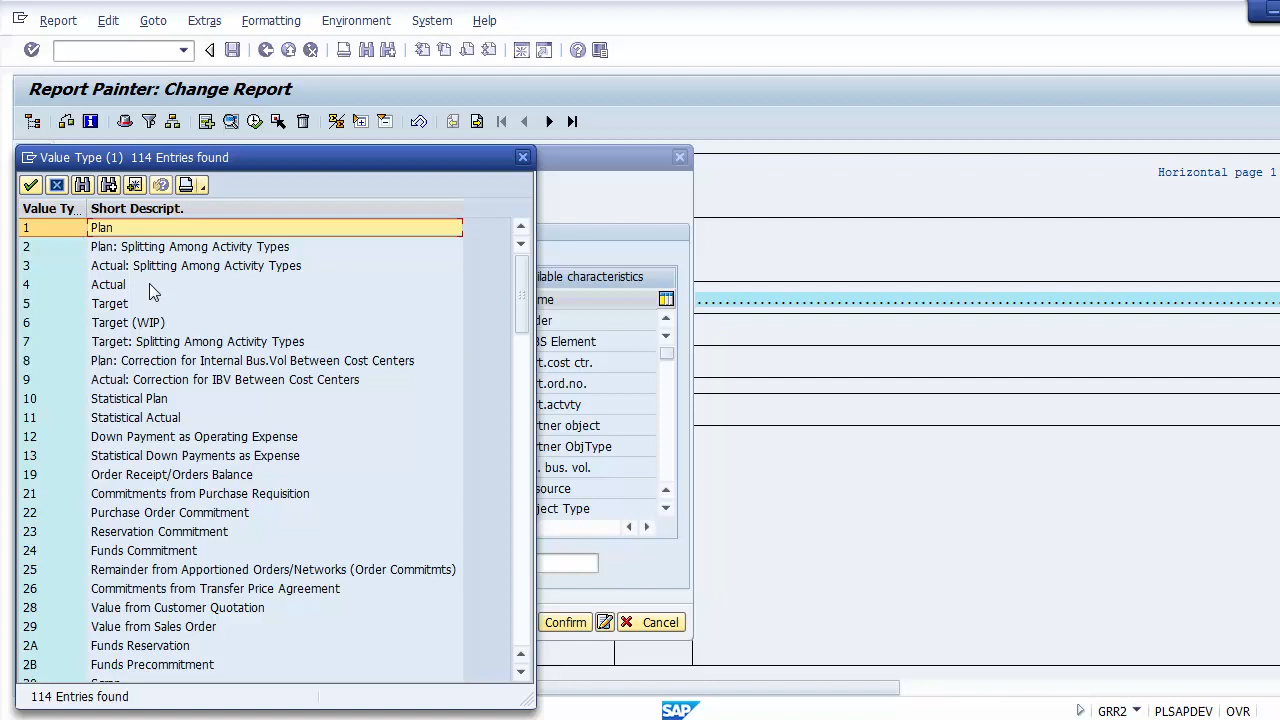 Report Edit Goto Extras Formatting Environment System Help
Report Painter: Change Report
Value Type (1) 114 Entries found
Horizontal page 1
Value Ty.. Short Descript.
1 Plan
2 Plan: Splitting Among Activity Types
3 Actual: Splitting Among Activity Types
4 Actual
5 Target
6 Target (WIP)
7 Target: Splitting Among Activity Types
8 Plan: Correction for Internal Bus.Vol Between Cost Centers
9 Actual: Correction for IBV Between Cost Centers
10 Statistical Plan
11 Statistical Actual
12 Down Payment as Operating Expense
13 Statistical Down Payments as Expense
19 Order Receipt/Orders Balance
21 Commitments from Purchase Requisition
22 Purchase Order Commitment
23 Reservation Commitment
24 Funds Commitment
25 Remainder from Apportioned Orders/Networks (Order Commitmts)
26 Commitments from Transfer Price Agreement
28 Value from Customer Quotation
29 Value from Sales Order
2A Funds Reservation
2B Funds Precommitment
114 Entries found
ilable characteristics
me
der
BS Element
rt.cost ctr.
rt.ord.no.
rt.actvty
rtner object
rtner ObjType
. bus. vol.
source
ject Type
Confirm Cancel
SAP
GRR2 PLSAPDEV OVR